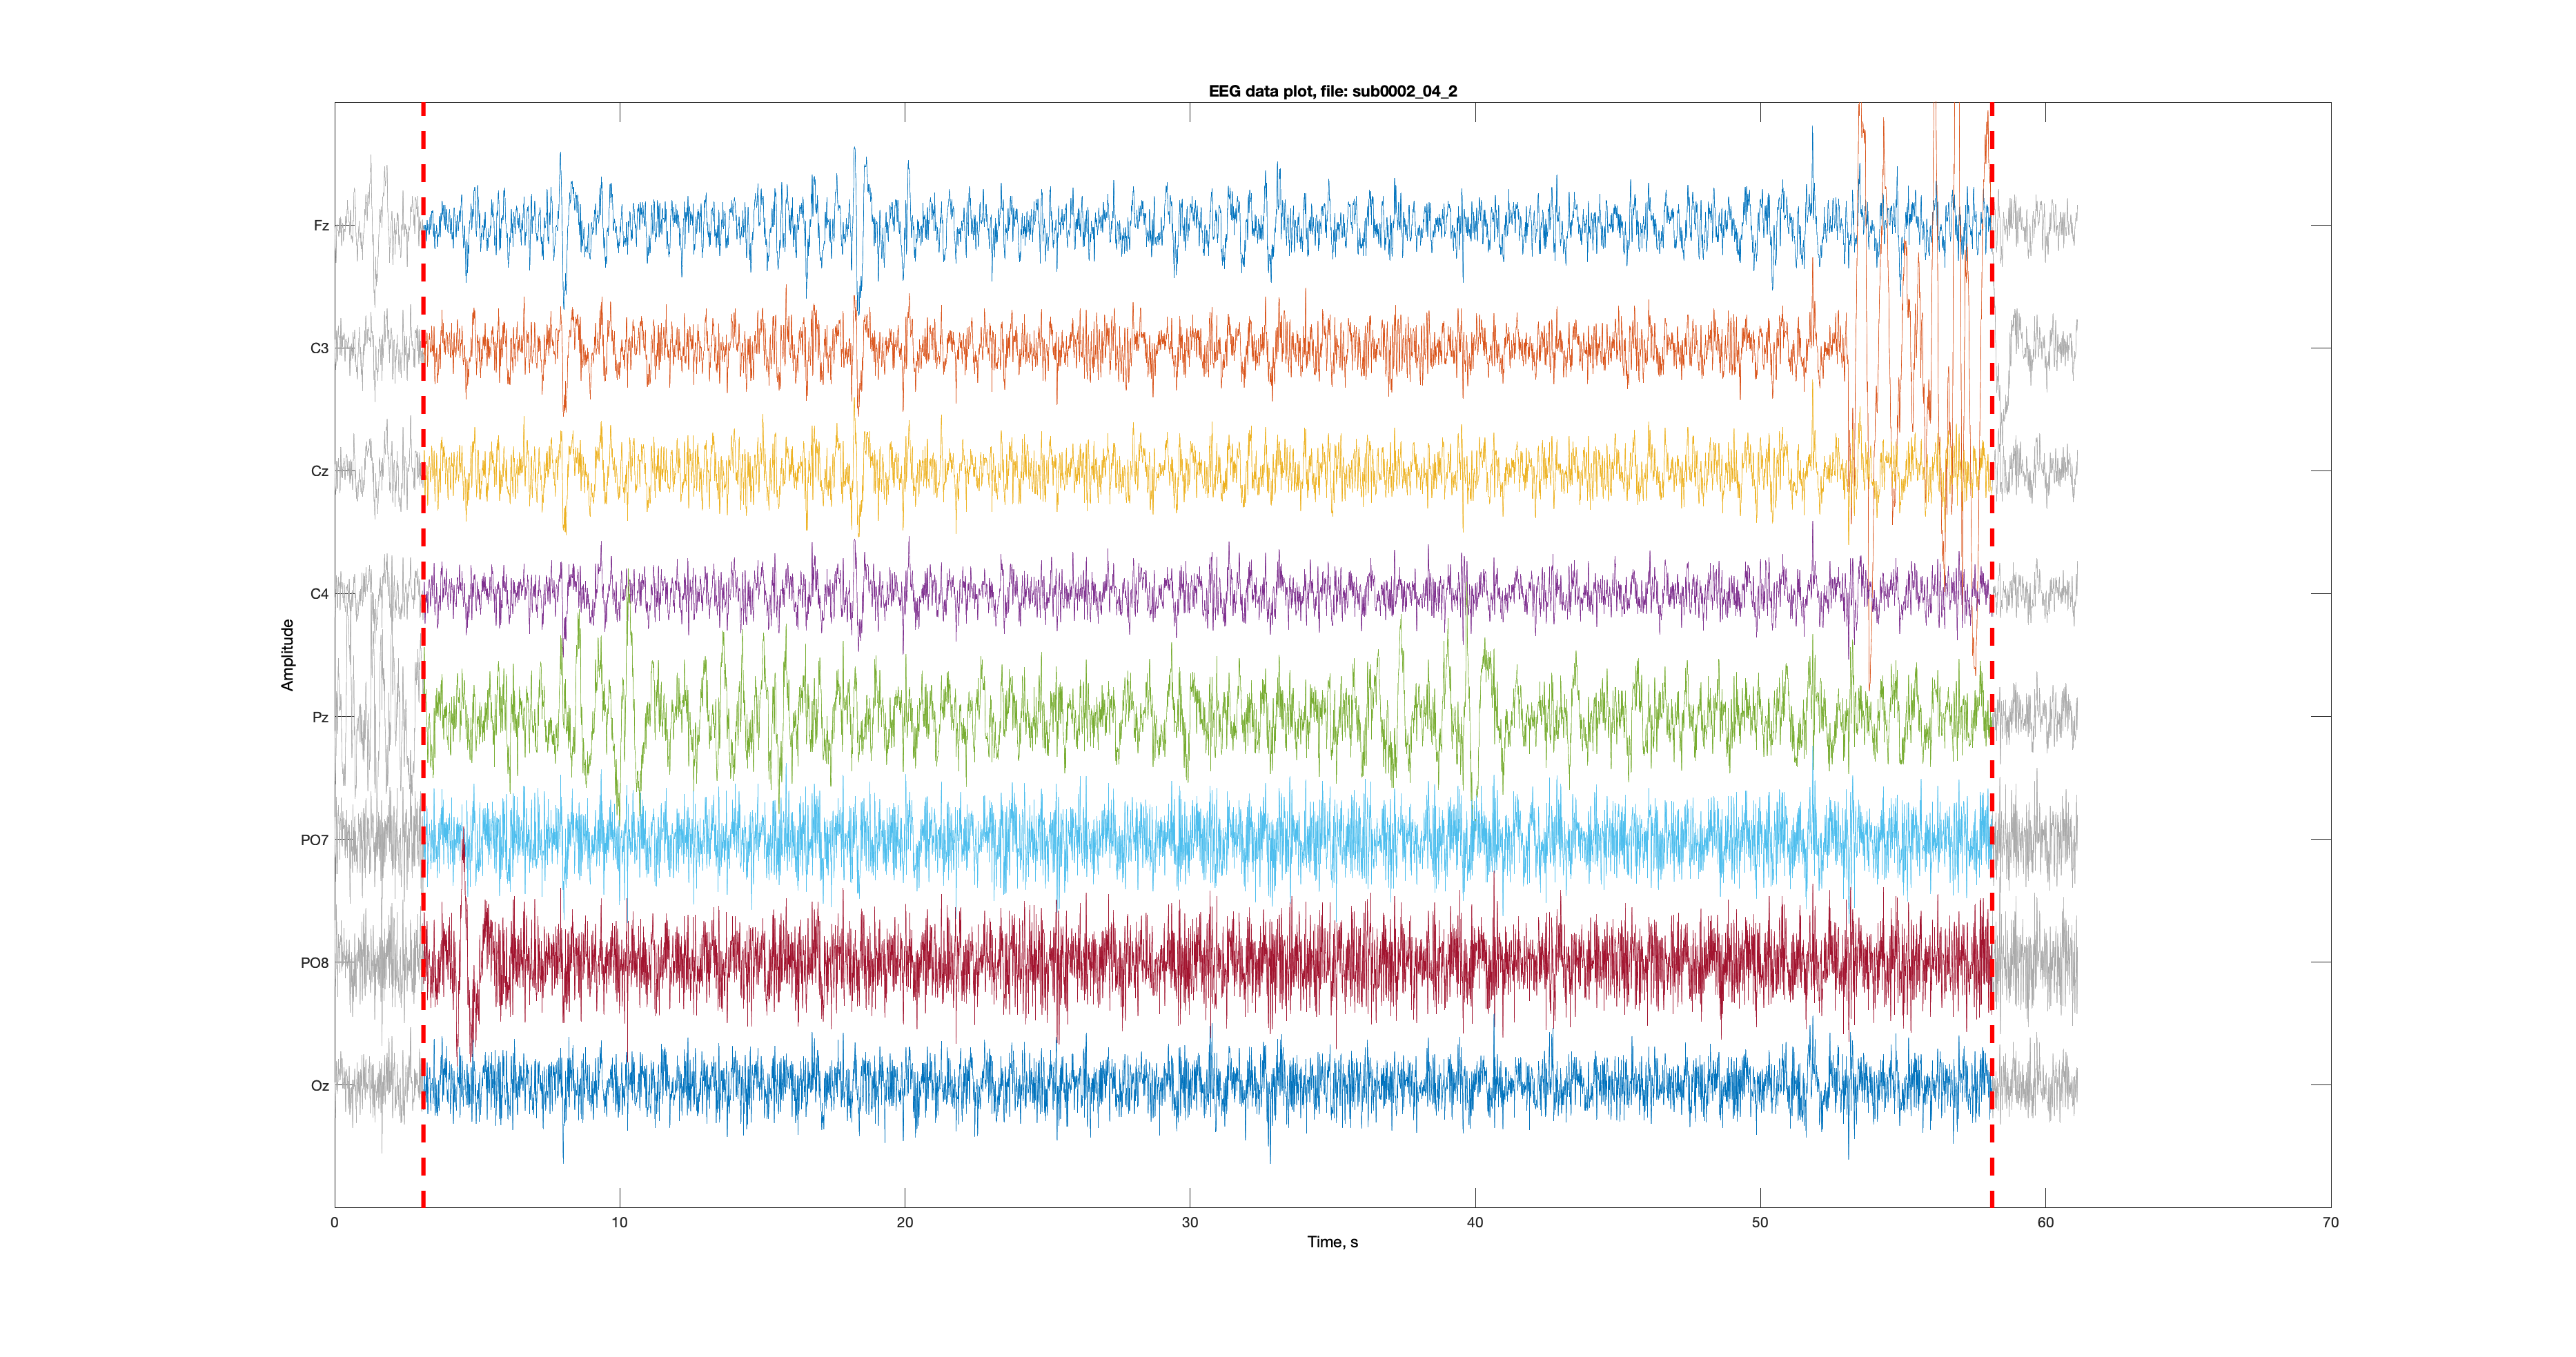 EEG data plot, file: sub0002_04_2
Fz
C3
Cz
C4
Pz
PO7
PO8
Oz
Amplitude
0 10 20 30 40 50 60 70
Time, s